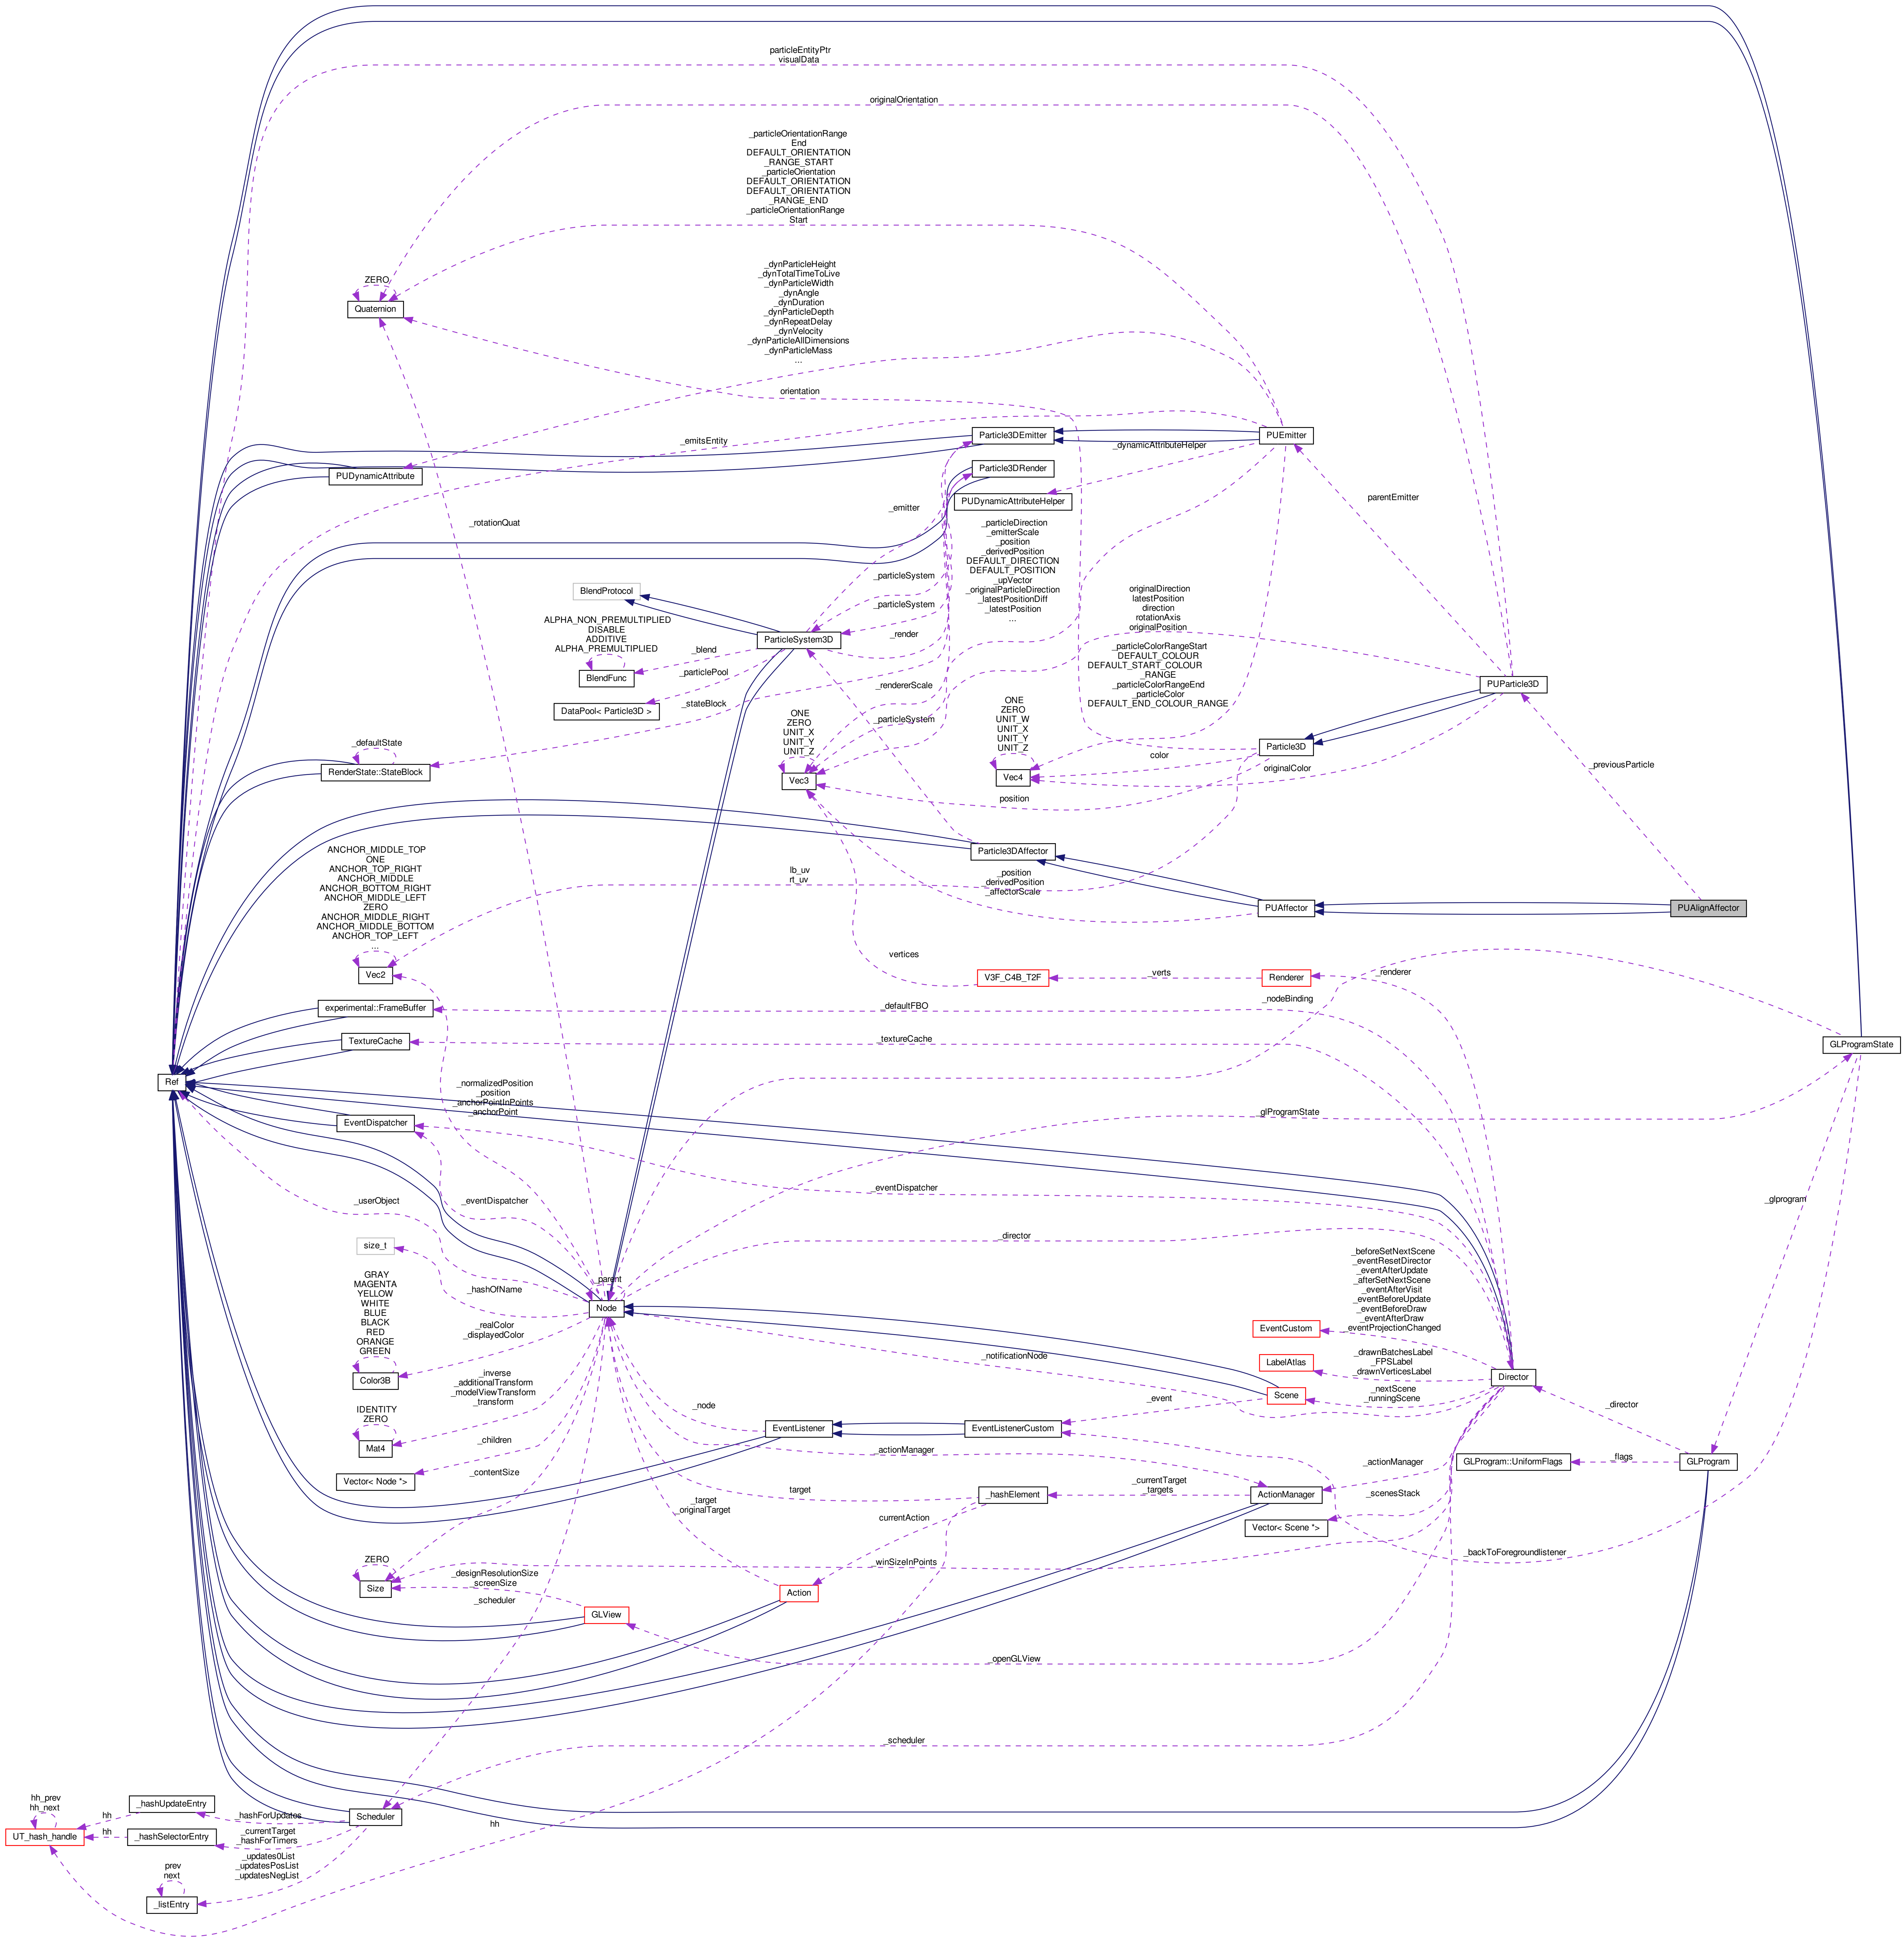 particleEntityPtr
visualData
originalOrientation
_particleOrientationRange
End
DEFAULT_ORIENTATION
_RANGE_START
_particleOrientation
DEFAULT_ORIENTATION
DEFAULT_ORIENTATION
_RANGE_END
_particleOrientationRange
Start
_dynParticleHeight
_dynTotalTimeToLive
_dynParticleWidth
_dynAngle
_dynDuration
_dynParticleDepth
_dynRepeatDelay
_dynVelocity
_dynParticleAllDimensions
_dynParticleMass
...
ZERO
Quaternion
orientation
_emitsEntity
Particle3DEmitter
PUEmitter
_dynamicAttributeHelper
PUDynamicAttribute
Particle3DRender
PUDynamicAttributeHelper
parentEmitter
_rotationQuat
_emitter
_particleDirection
_emitterScale
_position
_derivedPosition
DEFAULT_DIRECTION
DEFAULT_POSITION
_upVector
_originalParticleDirection
_latestPositionDiff
_latestPosition
...
_particleSystem
_particleSystem
BlendProtocol
originalDirection
latestPosition
direction
rotationAxis
originalPosition
ALPHA_NON_PREMULTIPLIED
DISABLE
ADDITIVE
ALPHA_PREMULTIPLIED
ParticleSystem3D
_render
_blend
BlendFunc
_particlePool
DataPool< Particle3D >
_particleColorRangeStart
DEFAULT_COLOUR
DEFAULT_START_COLOUR
_RANGE
_particleColorRangeEnd
_particleColor
DEFAULT_END_COLOUR_RANGE
PUParticle3D
_rendererScale
_stateBlock
_particleSystem
ONE
ZERO
UNIT_X
UNIT_Y
UNIT_Z
Vec3
ONE
ZERO
UNIT_W
UNIT_X
UNIT_Y
UNIT_Z
Vec4
color
Particle3D
originalColor
position
_previousParticle
_defaultState
RenderState::StateBlock
Particle3DAffector
ANCHOR_MIDDLE_TOP
ONE
ANCHOR_TOP_RIGHT
ANCHOR_MIDDLE
ANCHOR_BOTTOM_RIGHT
ANCHOR_MIDDLE_LEFT
ZERO
ANCHOR_MIDDLE_RIGHT
ANCHOR_MIDDLE_BOTTOM
ANCHOR_TOP_LEFT
...
Vec2
lb_uv
rt_uv
_position
_derivedPosition
_affectorScale
PUAffector
PUAlignAffector
vertices
V3F_C4B_T2F
_verts
Renderer
_renderer
experimental::FrameBuffer
_defaultFBO
_nodeBinding
TextureCache
_textureCache
GLProgramState
Ref
_normalizedPosition
_position
_anchorPointInPoints
_anchorPoint
glProgramState
EventDispatcher
_userObject
_eventDispatcher
_eventDispatcher
_glprogram
size_t
_director
_hashOfName
_parent
Node
GRAY
MAGENTA
YELLOW
WHITE
BLUE
BLACK
RED
ORANGE
GREEN
Color3B
_realColor
_displayedColor
_beforeSetNextScene
_eventResetDirector
_eventAfterUpdate
_afterSetNextScene
_eventAfterVisit
_eventBeforeUpdate
_eventBeforeDraw
_eventAfterDraw
_eventProjectionChanged
EventCustom
_notificationNode
LabelAtlas
_drawnBatchesLabel
_FPSLabel
_drawnVerticesLabel
Director
_inverse
_additionalTransform
_modelViewTransform
_transform
Scene
_nextScene
_runningScene
IDENTITY
ZERO
Mat4
_node
_event
_director
EventListener
EventListenerCustom
_children
Vector< Node *>
_actionManager
_actionManager
GLProgram::UniformFlags
_flags
GLProgram
_contentSize
target
_hashElement
_currentTarget
_targets
ActionManager
_scenesStack
Vector< Scene *>
_target
_originalTarget
currentAction
_winSizeInPoints
_backToForegroundlistener
ZERO
Size
_designResolutionSize
_screenSize
_scheduler
Action
GLView
_openGLView
_scheduler
hh_prev
hh_next
UT_hash_handle
hh
_hashUpdateEntry
_hashForUpdates
Scheduler
hh
_hashSelectorEntry
_currentTarget
_hashForTimers
hh
prev
next
_listEntry
_updates0List
_updatesPosList
_updatesNegList